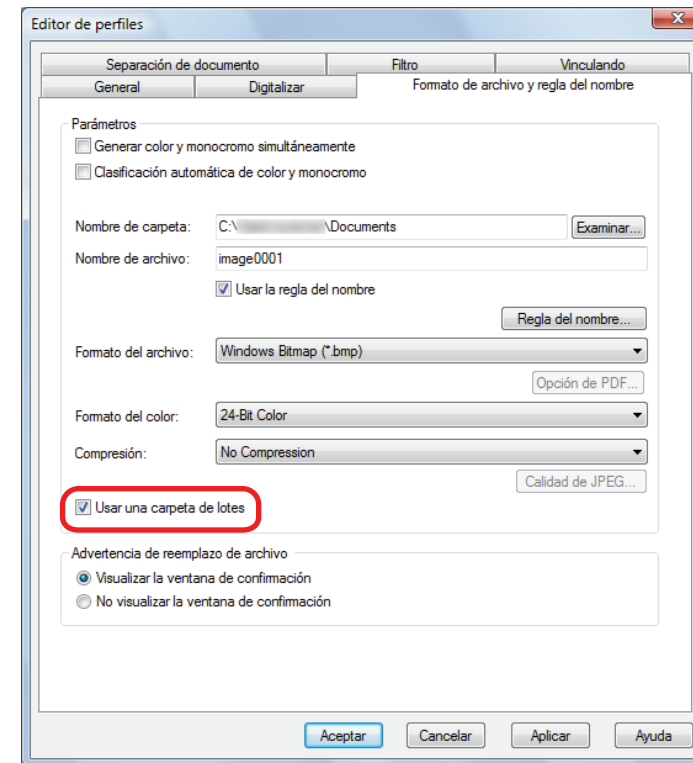 Editor de perfiles
Separación de documento Filtro Vinculando
General Digitalizar Formato de archivo y regla del nombre
Parámetros
Generar color y monocromo simultáneamente
Clasificación automática de color y monocromo
Nombre de carpeta: C:\ \Documents Examinar...
Nombre de archivo: image0001
Usar la regla del nombre
Regla del nombre...
Formato del archivo: Windows Bitmap (*.bmp)
Opción de PDF...
Formato del color: 24-Bit Color
Compresión: No Compression
Calidad de JPEG...
Usar una carpeta de lotes
Advertencia de reemplazo de archivo
Visualizar la ventana de confirmación
No visualizar la ventana de confirmación
Aceptar Cancelar Aplicar Ayuda